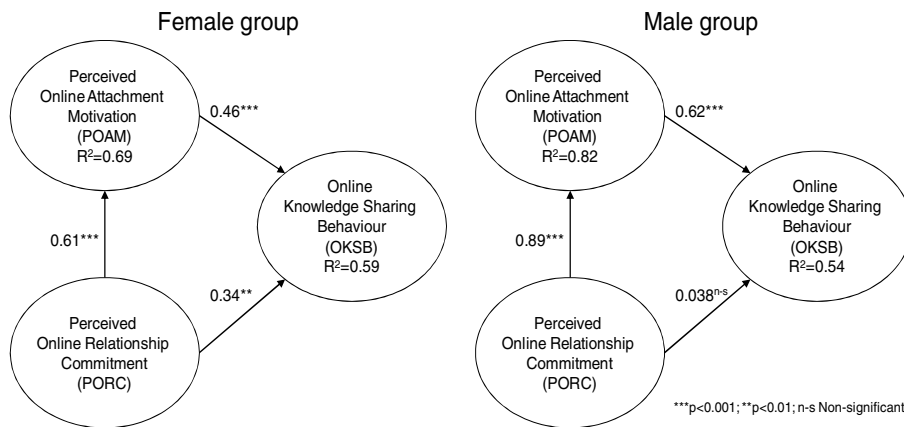 Female group
Perceived
Online Attachment
Motivation
(POAM)
R²=0.69
0.46***
Online
Knowledge Sharing
Behaviour
(OKSB)
R²=0.59
0.61***
0.34**
Perceived
Online Relationship
Commitment
(PORC)
Male group
Perceived
Online Attachment
Motivation
(POAM)
R²=0.82
0.62***
Online
Knowledge Sharing
Behaviour
(OKSB)
R²=0.54
0.89***
0.038ⁿ⁻ˢ
Perceived
Online Relationship
Commitment
(PORC)
***p<0.001; **p<0.01; n-s Non-significant